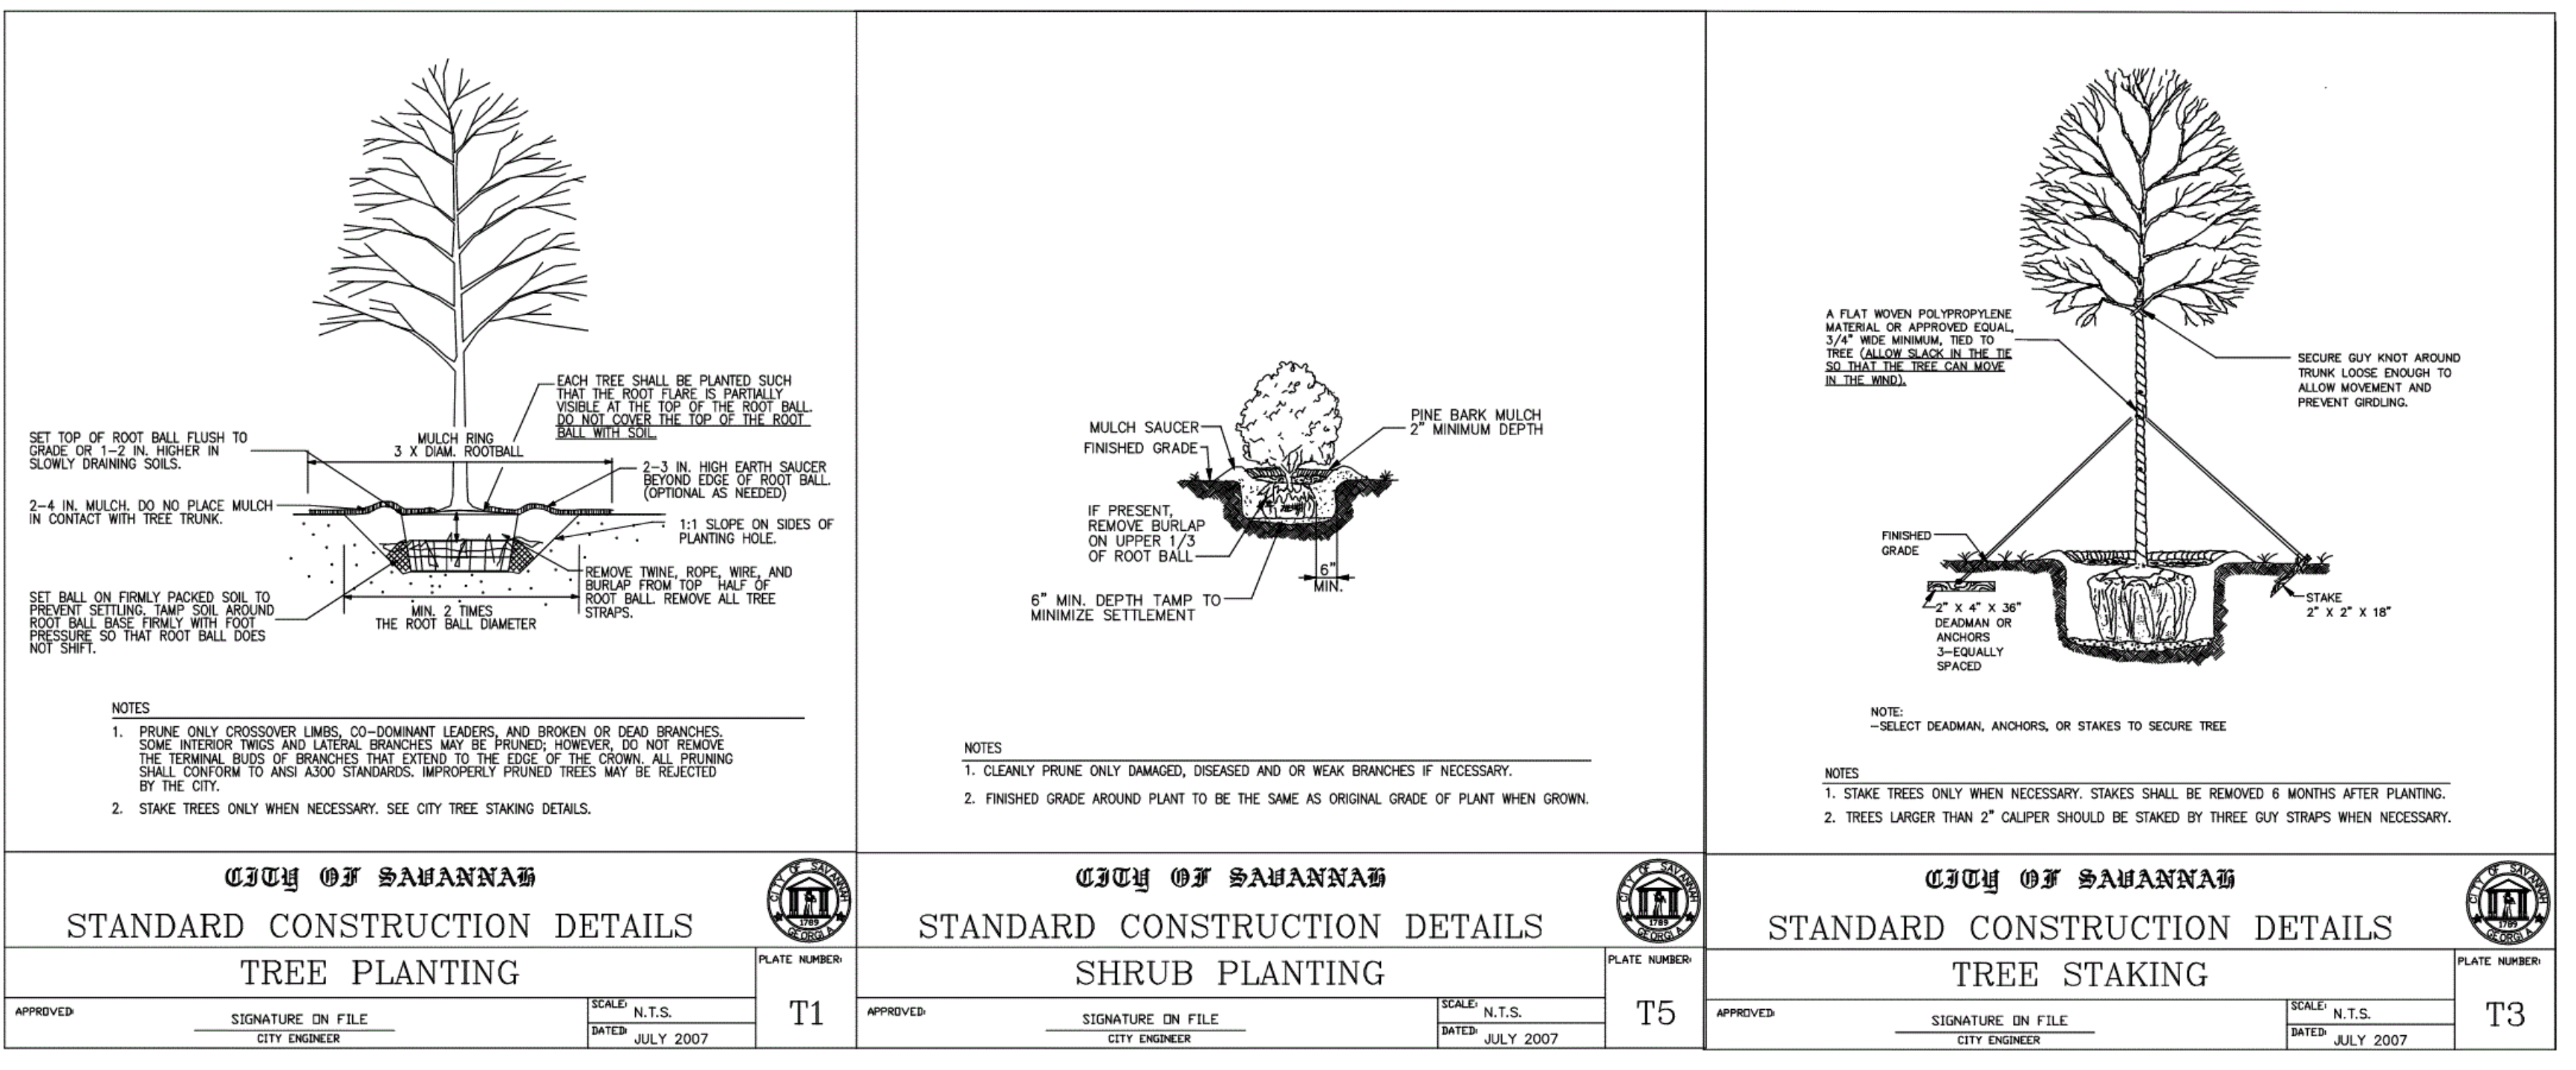 EACH TREE SHALL BE PLANTED SUCH
THAT THE ROOT FLARE IS PARTIALLY
VISIBLE AT THE TOP OF THE ROOT BALL.
DO NOT COVER THE TOP OF THE ROOT
BALL WITH SOIL.
SET TOP OF ROOT BALL FLUSH TO
GRADE OR 1-2 IN. HIGHER IN
SLOWLY DRAINING SOILS.
MULCH RING
3 X DIAM. ROOTBALL
2-3 IN. HIGH EARTH SAUCER
BEYOND EDGE OF ROOT BALL.
(OPTIONAL AS NEEDED)
2-4 IN. MULCH. DO NO PLACE MULCH
IN CONTACT WITH TREE TRUNK.
1:1 SLOPE ON SIDES OF
PLANTING HOLE.
REMOVE TWINE, ROPE, WIRE, AND
BURLAP FROM TOP HALF OF
ROOT BALL. REMOVE ALL TREE
STRAPS.
SET BALL ON FIRMLY PACKED SOIL TO
PREVENT SETTLING. TAMP SOIL AROUND
ROOT BALL BASE FIRMLY WITH FOOT
PRESSURE SO THAT ROOT BALL DOES
NOT SHIFT.
MIN. 2 TIMES
THE ROOT BALL DIAMETER
NOTES
1. PRUNE ONLY CROSSOVER LIMBS, CO-DOMINANT LEADERS, AND BROKEN OR DEAD BRANCHES.
SOME INTERIOR TWIGS AND LATERAL BRANCHES MAY BE PRUNED; HOWEVER, DO NOT REMOVE
THE TERMINAL BUDS OF BRANCHES THAT EXTEND TO THE EDGE OF THE CROWN. ALL PRUNING
SHALL CONFORM TO ANSI A300 STANDARDS. IMPROPERLY PRUNED TREES MAY BE REJECTED
BY THE CITY.
2. STAKE TREES ONLY WHEN NECESSARY. SEE CITY TREE STAKING DETAILS.
CITY OF SAVANNAH
STANDARD CONSTRUCTION DETAILS
CITY OF SAVANNAH
1789
GEORGIA
TREE PLANTING
PLATE NUMBER:
T1
APPROVED:
SIGNATURE ON FILE
CITY ENGINEER
SCALE: N.T.S.
DATED: JULY 2007
MULCH SAUCER
FINISHED GRADE
PINE BARK MULCH
2" MINIMUM DEPTH
IF PRESENT,
REMOVE BURLAP
ON UPPER 1/3
OF ROOT BALL
6"
MIN.
6" MIN. DEPTH TAMP TO
MINIMIZE SETTLEMENT
NOTES
1. CLEANLY PRUNE ONLY DAMAGED, DISEASED AND OR WEAK BRANCHES IF NECESSARY.
2. FINISHED GRADE AROUND PLANT TO BE THE SAME AS ORIGINAL GRADE OF PLANT WHEN GROWN.
CITY OF SAVANNAH
STANDARD CONSTRUCTION DETAILS
CITY OF SAVANNAH
1789
GEORGIA
SHRUB PLANTING
PLATE NUMBER:
T5
APPROVED:
SIGNATURE ON FILE
CITY ENGINEER
SCALE: N.T.S.
DATED: JULY 2007
A FLAT WOVEN POLYPROPYLENE
MATERIAL OR APPROVED EQUAL,
3/4" WIDE MINIMUM, TIED TO
TREE (ALLOW SLACK IN THE TIE
SO THAT THE TREE CAN MOVE
IN THE WIND).
SECURE GUY KNOT AROUND
TRUNK LOOSE ENOUGH TO
ALLOW MOVEMENT AND
PREVENT GIRDLING.
FINISHED
GRADE
2" X 4" X 36"
DEADMAN OR
ANCHORS
3-EQUALLY
SPACED
STAKE
2" X 2" X 18"
NOTE:
-SELECT DEADMAN, ANCHORS, OR STAKES TO SECURE TREE
NOTES
1. STAKE TREES ONLY WHEN NECESSARY. STAKES SHALL BE REMOVED 6 MONTHS AFTER PLANTING.
2. TREES LARGER THAN 2" CALIPER SHOULD BE STAKED BY THREE GUY STRAPS WHEN NECESSARY.
CITY OF SAVANNAH
STANDARD CONSTRUCTION DETAILS
CITY OF SAVANNAH
1789
GEORGIA
TREE STAKING
PLATE NUMBER:
T3
APPROVED:
SIGNATURE ON FILE
CITY ENGINEER
SCALE: N.T.S.
DATED: JULY 2007